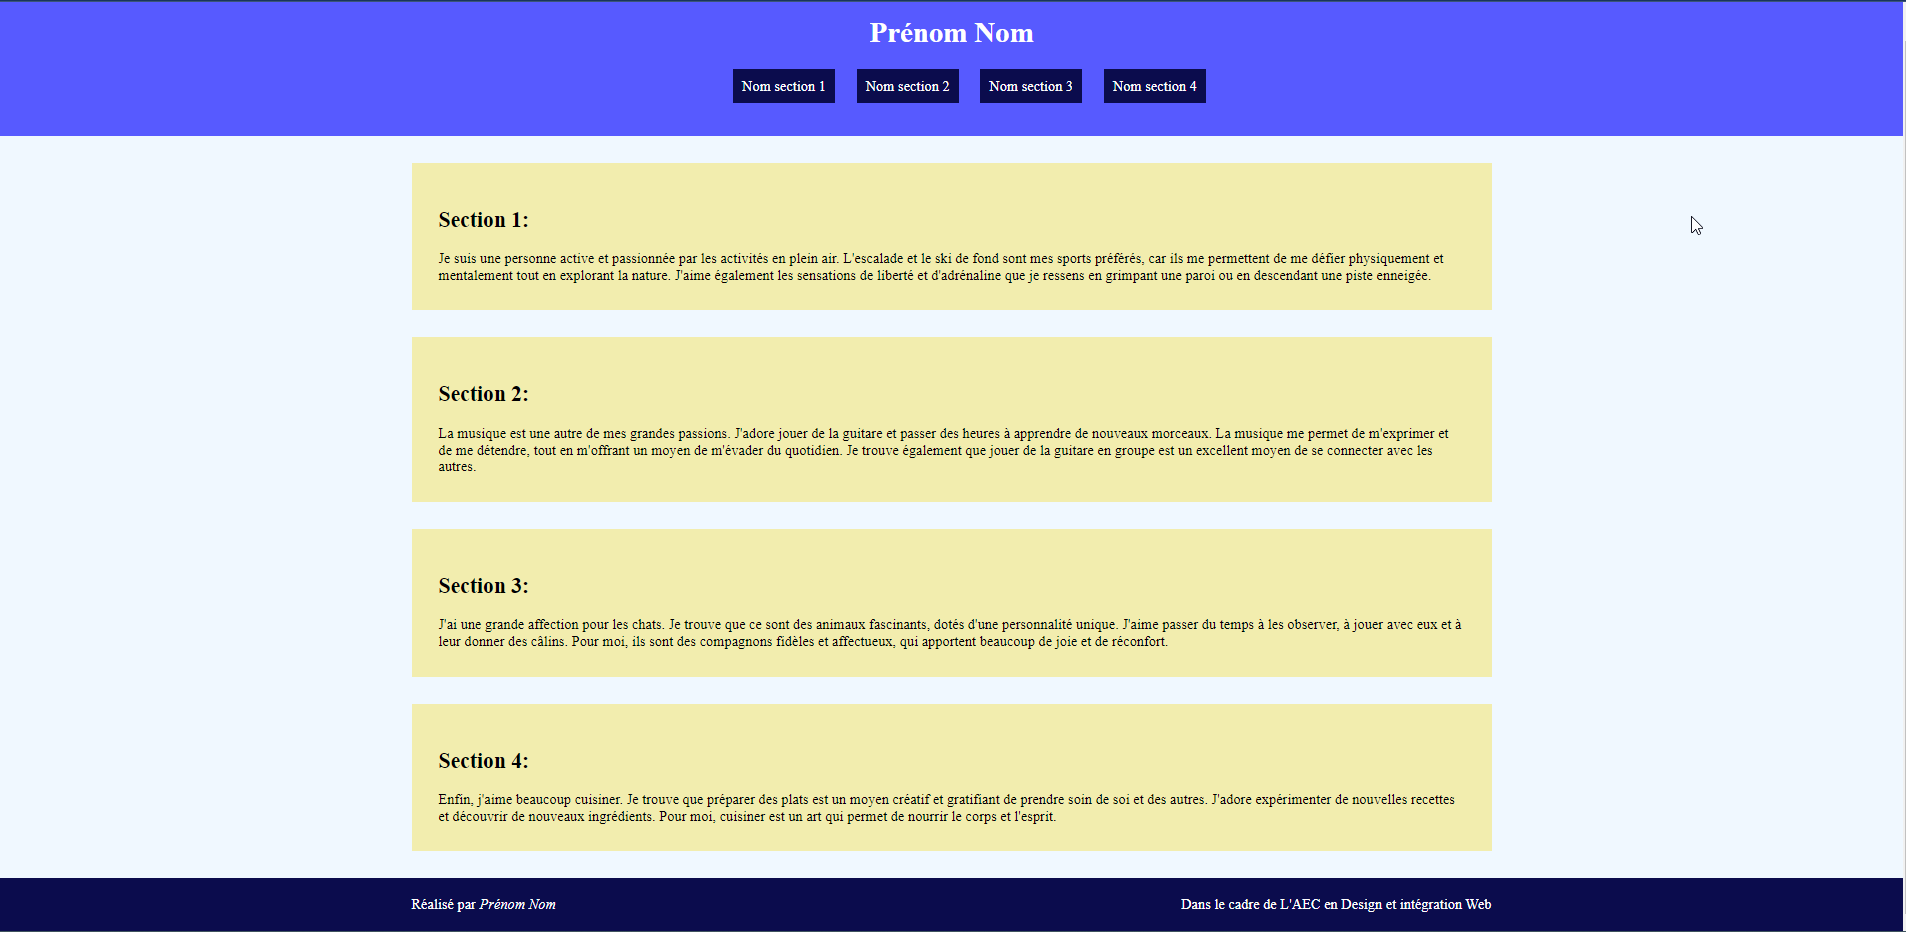 Prénom Nom
Nom section 1 Nom section 2 Nom section 3 Nom section 4
Section 1:
Je suis une personne active et passionnée par les activités en plein air. L'escalade et le ski de fond sont mes sports préférés, car ils me permettent de me défier physiquement et
mentalement tout en explorant la nature. J'aime également les sensations de liberté et d'adrénaline que je ressens en grimpant une paroi ou en descendant une piste enneigée.
Section 2:
La musique est une autre de mes grandes passions. J'adore jouer de la guitare et passer des heures à apprendre de nouveaux morceaux. La musique me permet de m'exprimer et
de me détendre, tout en m'offrant un moyen de m'évader du quotidien. Je trouve également que jouer de la guitare en groupe est un excellent moyen de se connecter avec les
autres.
Section 3:
J'ai une grande affection pour les chats. Je trouve que ce sont des animaux fascinants, dotés d'une personnalité unique. J'aime passer du temps à les observer, à jouer avec eux et à
leur donner des câlins. Pour moi, ils sont des compagnons fidèles et affectueux, qui apportent beaucoup de joie et de réconfort.
Section 4:
Enfin, j'aime beaucoup cuisiner. Je trouve que préparer des plats est un moyen créatif et gratifiant de prendre soin de soi et des autres. J'adore expérimenter de nouvelles recettes
et découvrir de nouveaux ingrédients. Pour moi, cuisiner est un art qui permet de nourrir le corps et l'esprit.
Réalisé par Prénom Nom
Dans le cadre de L'AEC en Design et intégration Web